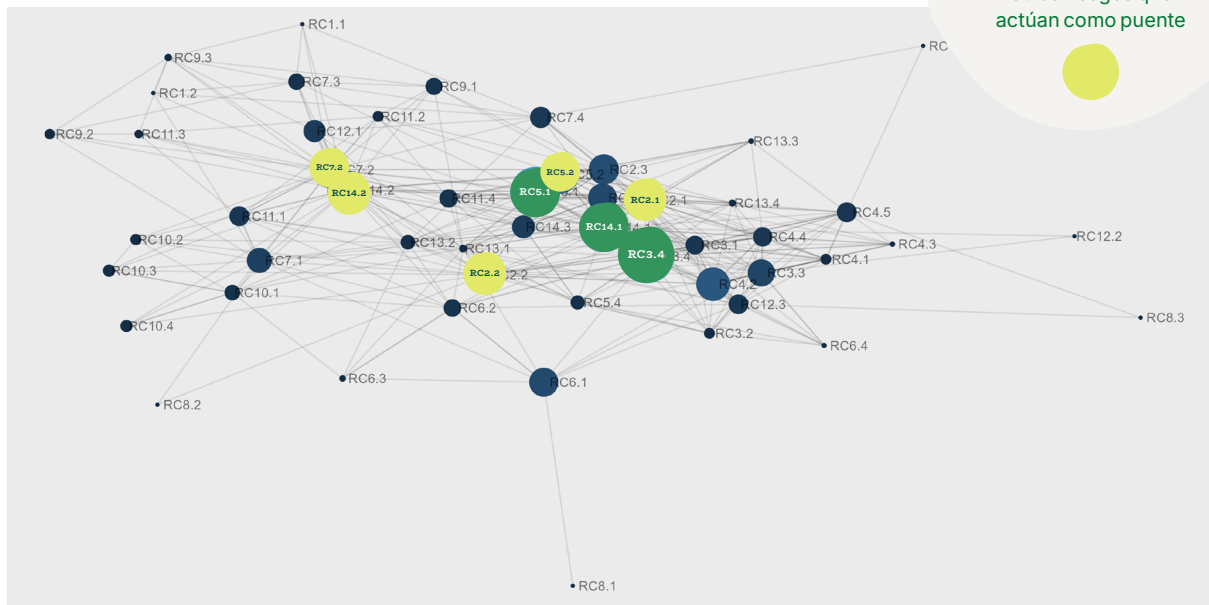 actúan como puente
RC1.1
RC
RC9.3
RC7.3
RC9.1
RC1.2
RC11.2
RC7.4
RC9.2
RC11.3
RC12.1
RC13.3
RC7.2
RC5.2
RC2.3
RC14.2
RC5.1
RC11.4
RC2.1
RC13.4
RC4.5
RC11.1
RC14.3
RC14.1
RC10.2
RC13.2
RC13.1
RC3.1
RC4.4
RC4.3
RC12.2
RC3.4
RC7.1
RC4.1
RC10.3
RC2.2
RC3.3
RC4.2
RC10.1
RC6.2
RC5.4
RC12.3
RC8.3
RC10.4
RC3.2
RC6.4
RC6.3
RC6.1
RC8.2
RC8.1